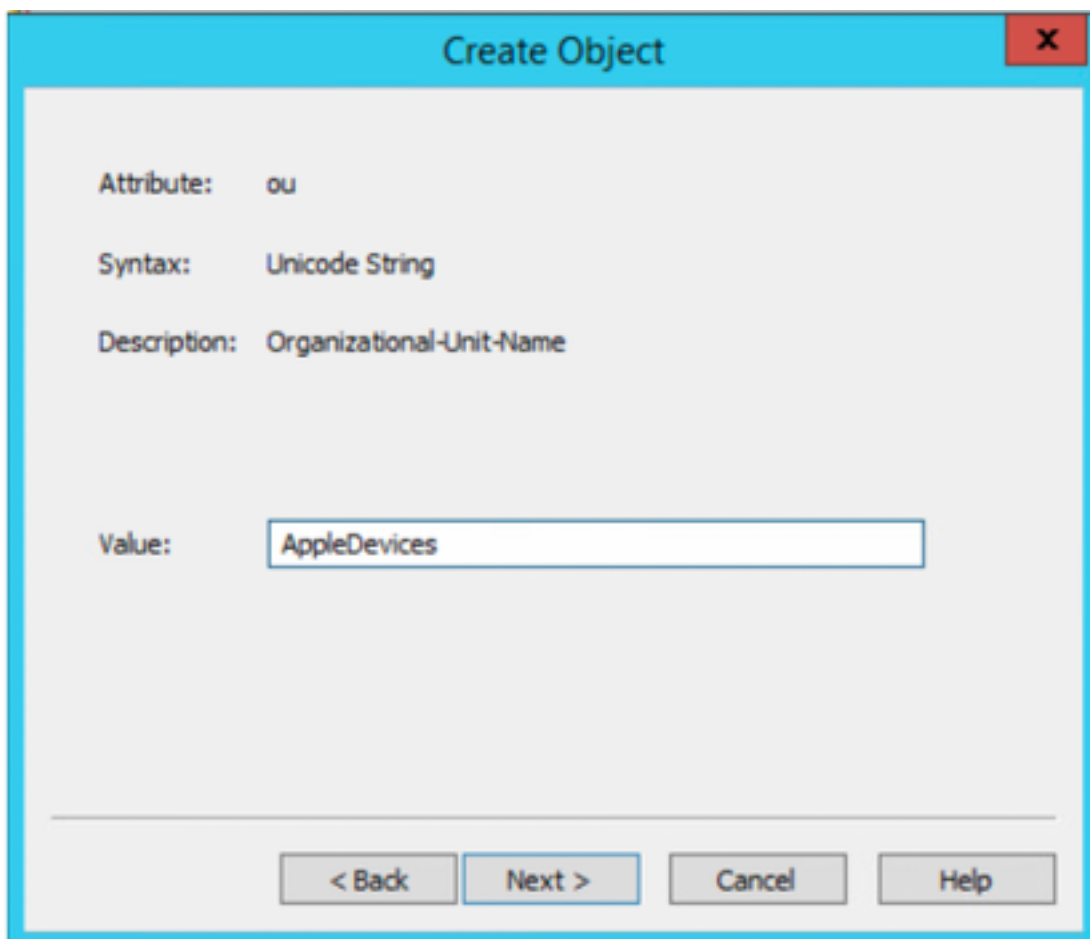 Create Object
x
Attribute: ou
Syntax: Unicode String
Description: Organizational-Unit-Name
Value: AppleDevices
< Back Next > Cancel Help